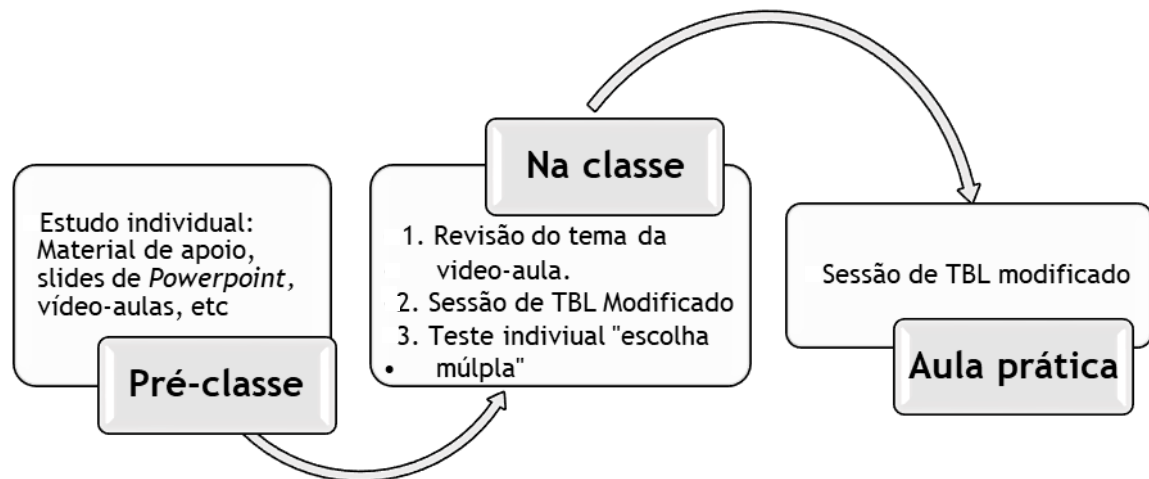 Estudo individual:
Material de apoio,
slides de Powerpoint,
vídeo-aulas, etc
Pré-classe
Na classe
1. Revisão do tema da
video-aula.
2. Sessão de TBL Modificado
3. Teste indiviual "escolha
• múlpla"
Sessão de TBL modificado
Aula prática